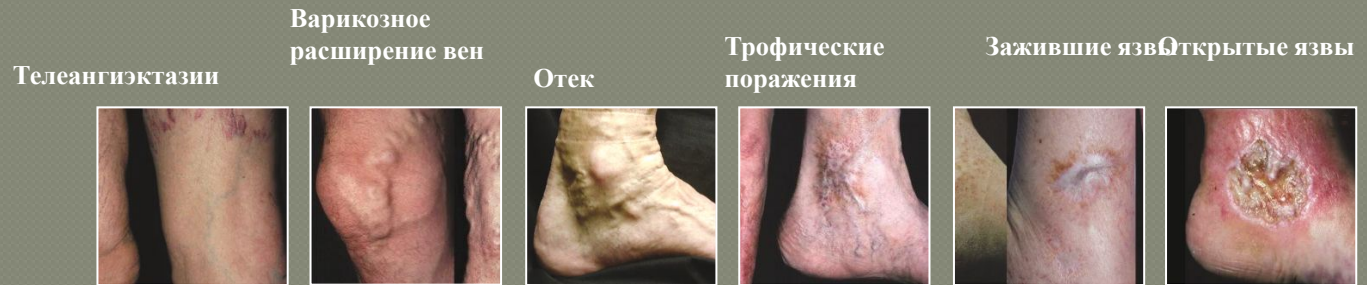 Телеангиэктазии
Варикозное
расширение вен
Отек
Трофические
поражения
Зажившие язвы
Открытые язвы